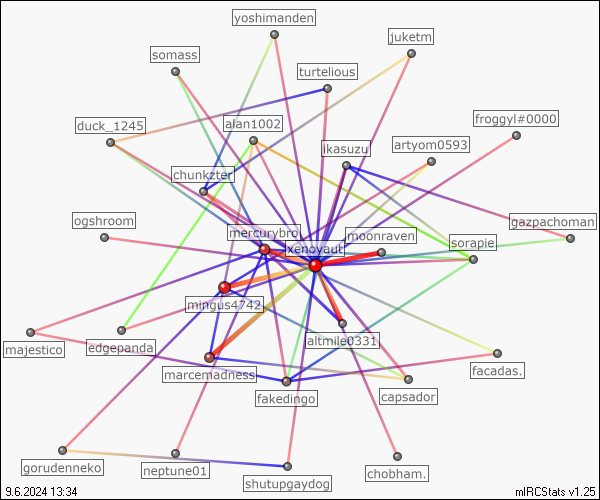 yoshimanden
juketm
somass
turtelious
froggyl#0000
duck_1245
alan1002
artyom0593
ikasuzu
chunkzter
ogshroom
gazpachoman
mercurybro
moonraven
sorapie
xenoyaut
mingus4742
altmile0331
majestico
edgepanda
facadas.
marcemadness
capsador
fakedingo
gorudenneko
neptune01
chobham.
shutupgaydog
9.6.2024 13:34
mIRCStats v1.25